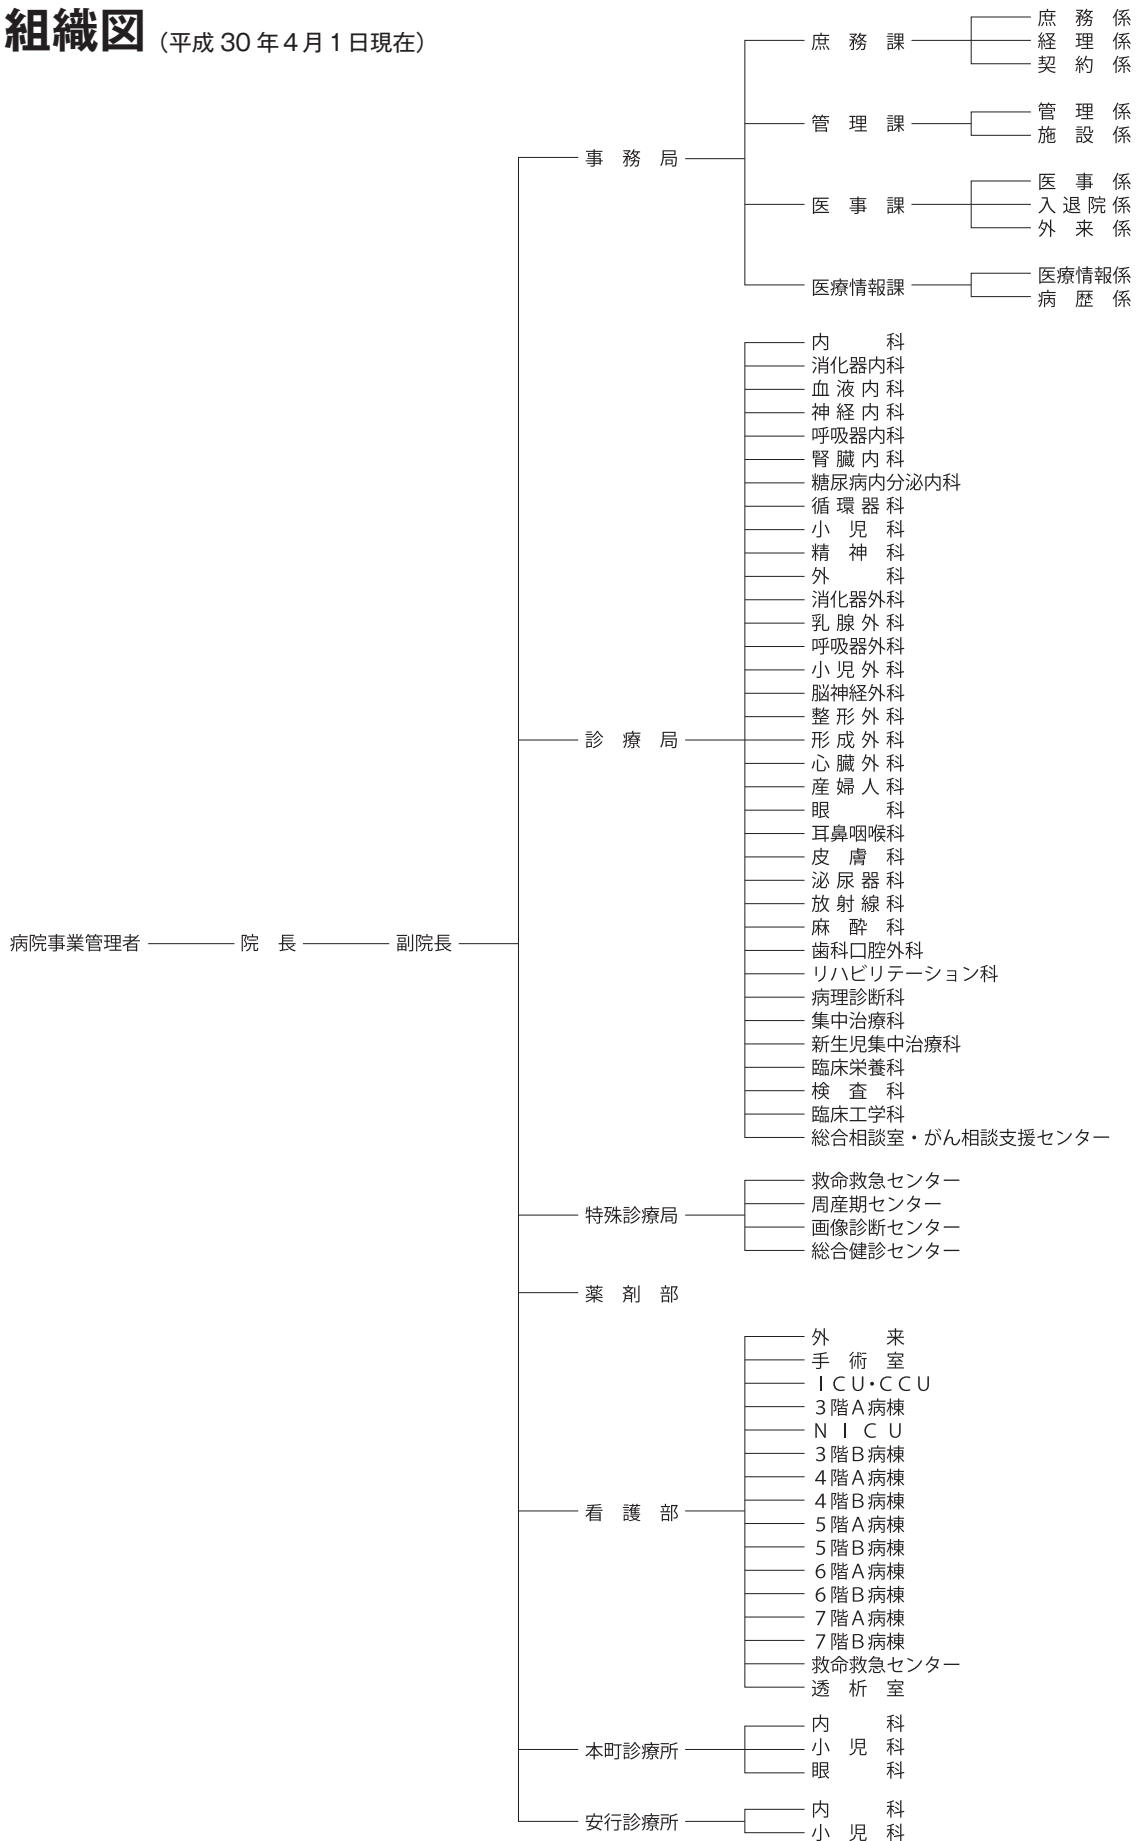 組織図（平成30年4月1日現在）
病院事業管理者
院長
副院長
事務局
庶務課
庶務係
経理係
契約係
管理課
管理係
施設係
医事課
医事係
入退院係
外来係
医療情報課
医療情報係
病歴係
診療局
内科
消化器内科
血液内科
神経内科
呼吸器内科
腎臓内科
糖尿病内分泌内科
循環器科
小児科
精神科
外科
消化器外科
乳腺外科
呼吸器外科
小児外科
脳神経外科
整形外科
形成外科
心臓外科
産婦人科
眼科
耳鼻咽喉科
皮膚科
泌尿器科
放射線科
麻酔科
歯科口腔外科
リハビリテーション科
病理診断科
集中治療科
新生児集中治療科
臨床栄養科
検査科
臨床工学科
総合相談室・がん相談支援センター
特殊診療局
救命救急センター
周産期センター
画像診断センター
総合健診センター
薬剤部
看護部
外来
手術室
ICU・CCU
3階A病棟
NICU
3階B病棟
4階A病棟
4階B病棟
5階A病棟
5階B病棟
6階A病棟
6階B病棟
7階A病棟
7階B病棟
救命救急センター
透析室
本町診療所
内科
小児科
眼科
安行診療所
内科
小児科